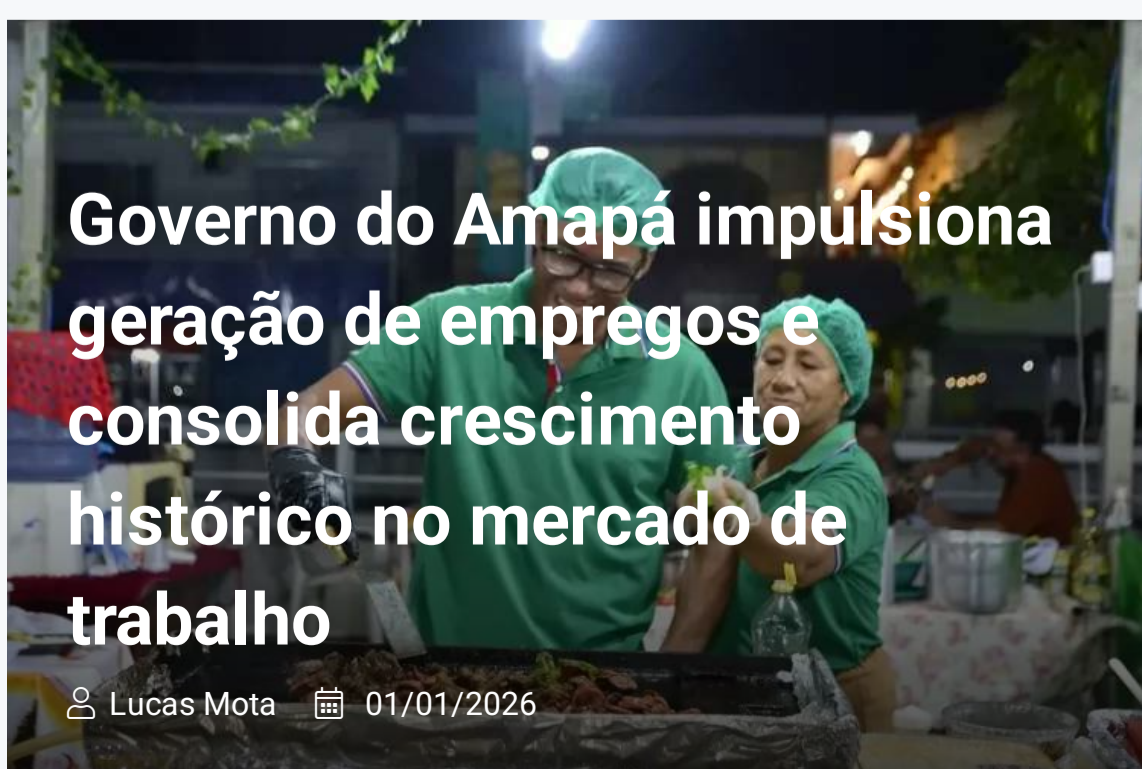 Governo do Amapá impulsiona
geração de empregos e
consolida crescimento
histórico no mercado de
trabalho
Lucas Mota 01/01/2026